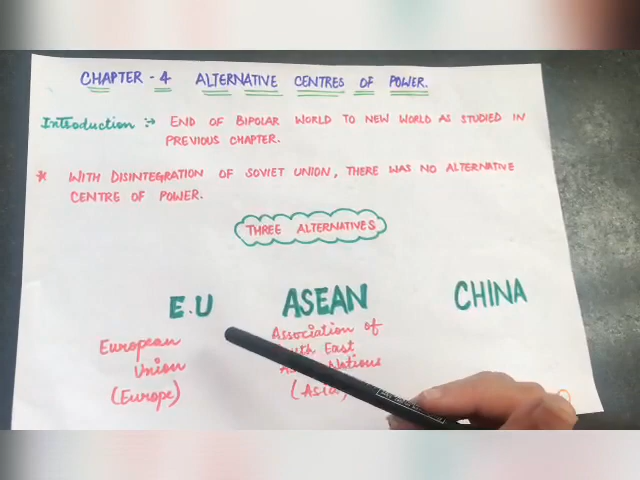 CHAPTER - 4 ALTERNATIVE CENTRES OF POWER.
Introduction :-> END OF BIPOLAR WORLD TO NEW WORLD AS STUDIED IN
PREVIOUS CHAPTER.
* WITH DISINTEGRATION OF SOVIET UNION, THERE WAS NO ALTERNATIVE
CENTRE OF POWER.
THREE ALTERNATIVES
E.U ASEAN CHINA
European Association of
Union East
(Europe) Nations
(Asia)